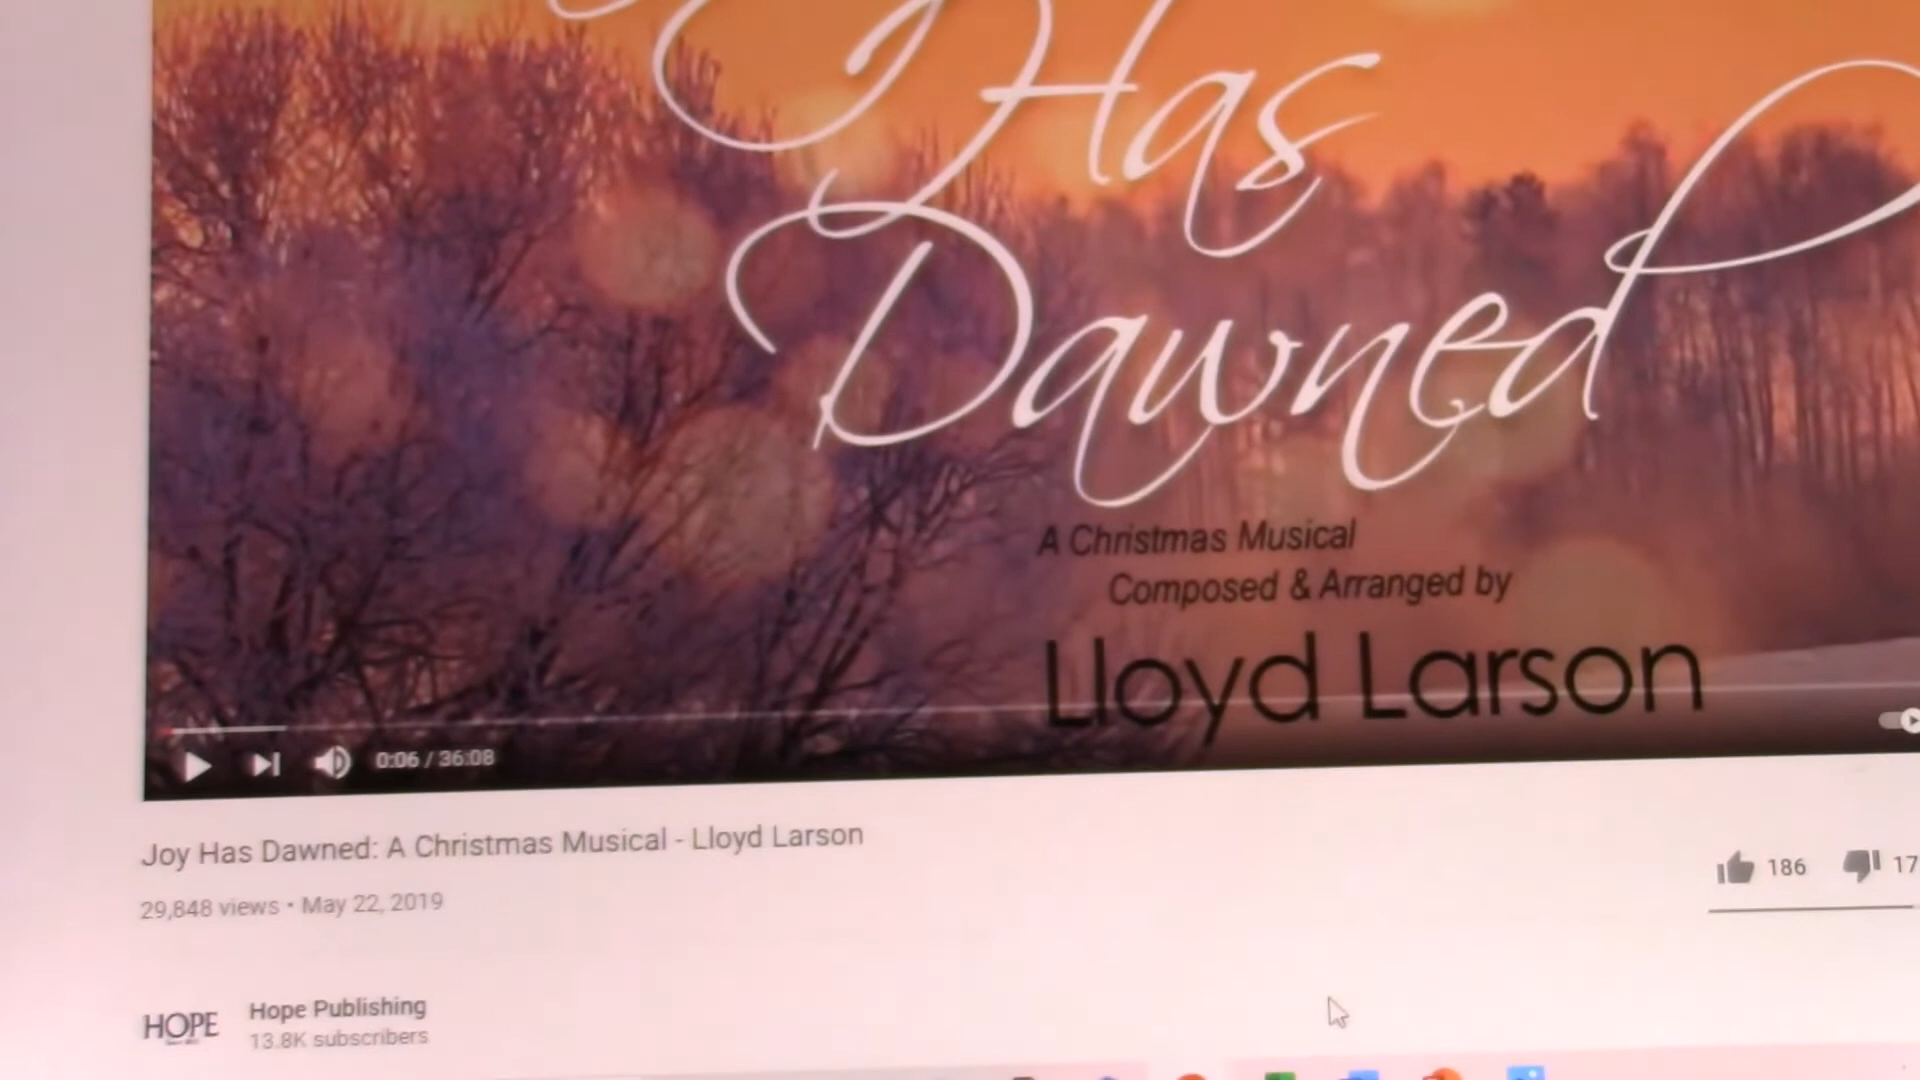 Has
Dawned
A Christmas Musical
Composed & Arranged by
Lloyd Larson
0:06 / 36:08
Joy Has Dawned: A Christmas Musical - Lloyd Larson
29,848 views • May 22, 2019
186
17
HOPE
Hope Publishing
13.8K subscribers